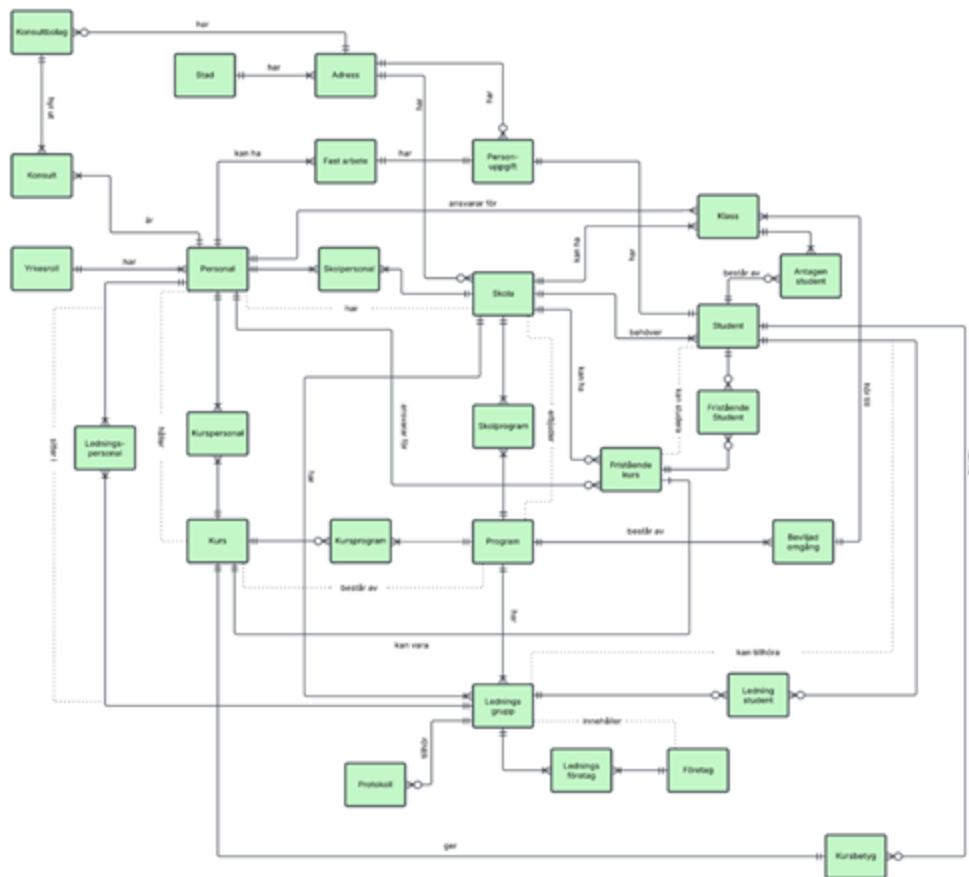 Konsultbolag
har
Stad
har
Adress
har
har
hyr ut
Konsult
kan ha
Fast arbete
har
Person-
uppgift
ansvarar för
Klass
är
Yrkesroll
har
Personal
Skolpersonal
Skola
kan ha
har
består av
Antagen
student
har
behöver
Student
kan ha
kan studera
Fristående
Student
Lednings-
personal
Kurspersonal
ansvarar för
Skolprogram
erbjuder
Fristående
kurs
har
Kurs
Kursprogram
Program
består av
Beviljad
omgång
består av
har
kan vara
kan tillhöra
Lednings
grupp
Ledning
student
innehåller
tillhör
Protokoll
Lednings
företag
Företag
ger
Kursbetyg